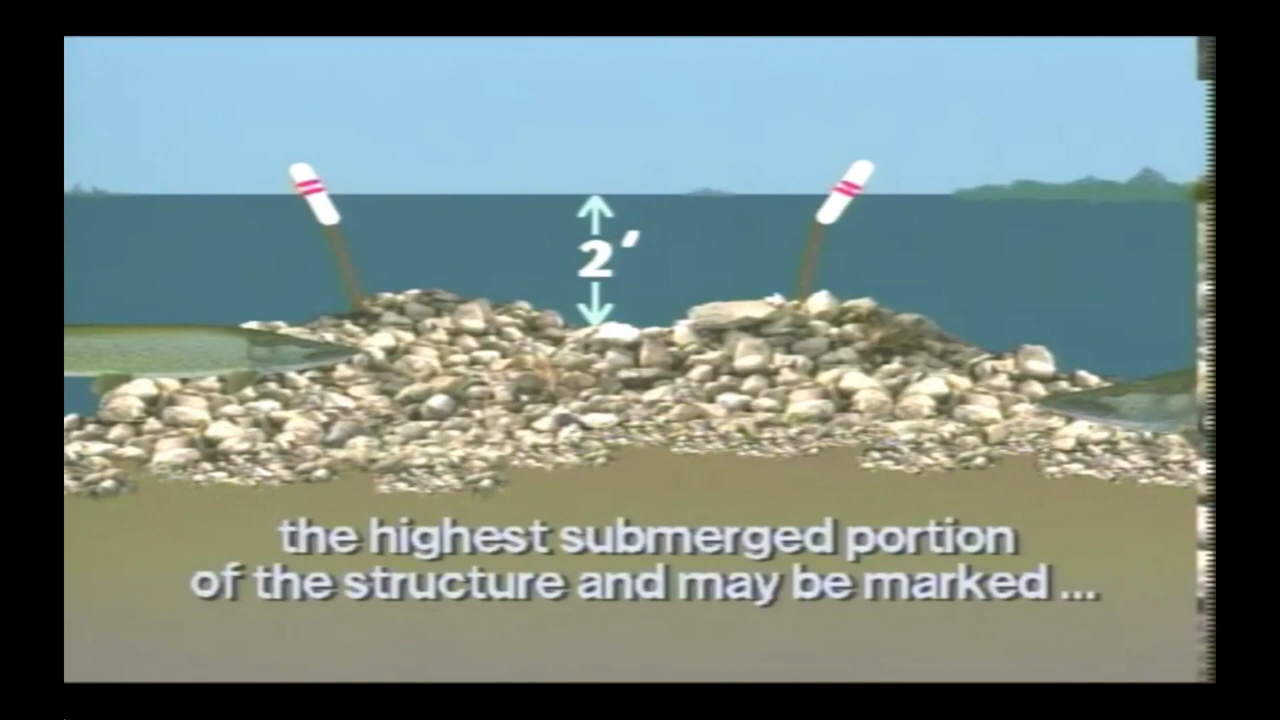 2′
the highest submerged portion
of the structure and may be marked ...